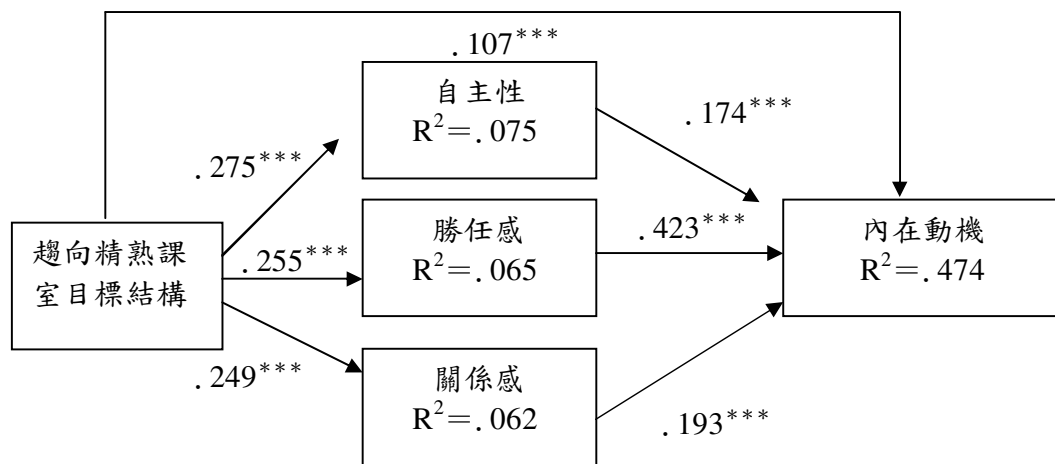 .107***
自主性
R²＝.075
.174***
.275***
趨向精熟課
室目標結構
.255***
勝任感
R²＝.065
.423***
內在動機
R²＝.474
.249***
關係感
R²＝.062
.193***